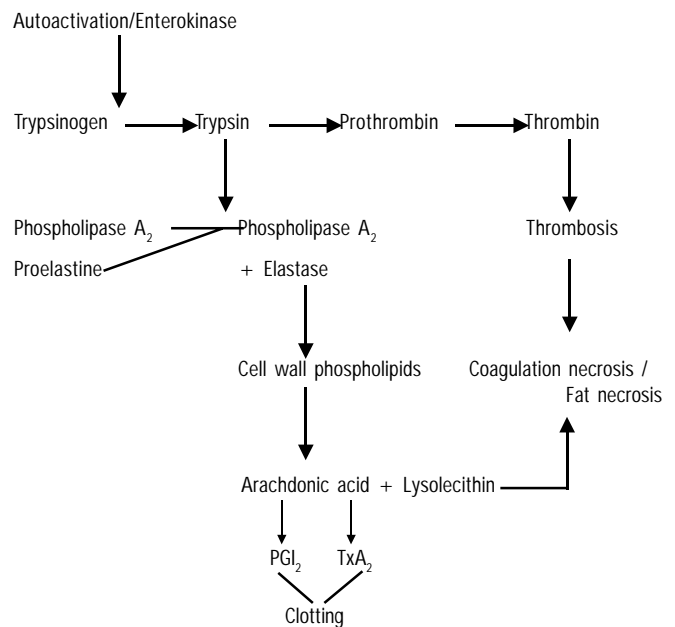 Autoactivation/Enterokinase
Trypsinogen Trypsin Prothrombin Thrombin
Phospholipase A2 Phospholipase A2 Thrombosis
Proelastine + Elastase
Cell wall phospholipids Coagulation necrosis /
Fat necrosis
Arachdonic acid + Lysolecithin
PGI2 TxA2
Clotting